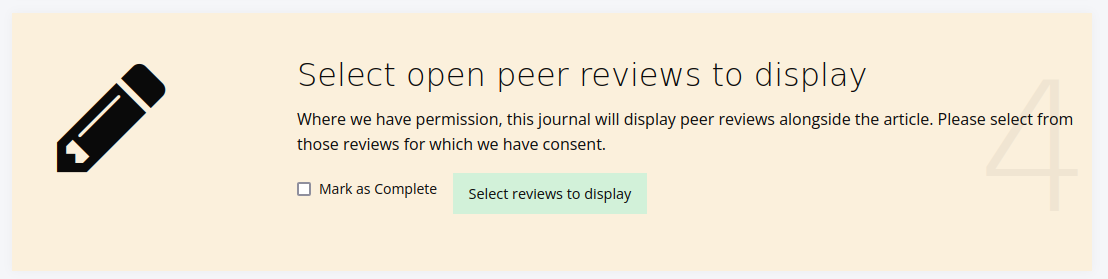 Select open peer reviews to display
Where we have permission, this journal will display peer reviews alongside the article. Please select from
those reviews for which we have consent.
Mark as Complete
Select reviews to display
4